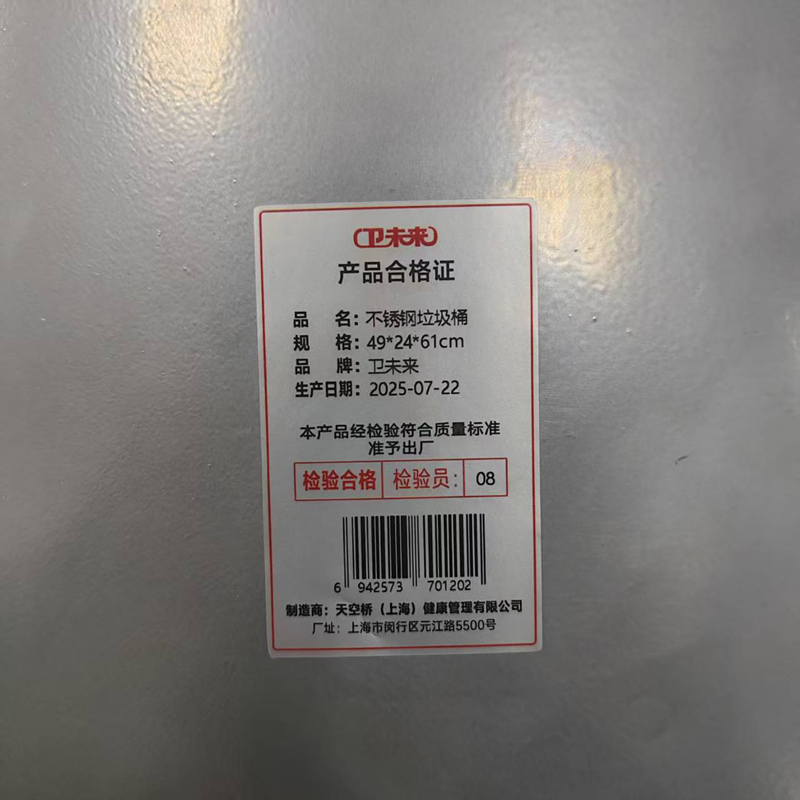 卫未来
产品合格证
品 名：不锈钢垃圾桶
规 格：49*24*61cm
品 牌：卫未来
生产日期：2025-07-22
本产品经检验符合质量标准
准予出厂
检验合格 检验员： 08
6 942573 701202
制造商：天空桥（上海）健康管理有限公司
厂址：上海市闵行区元江路5500号